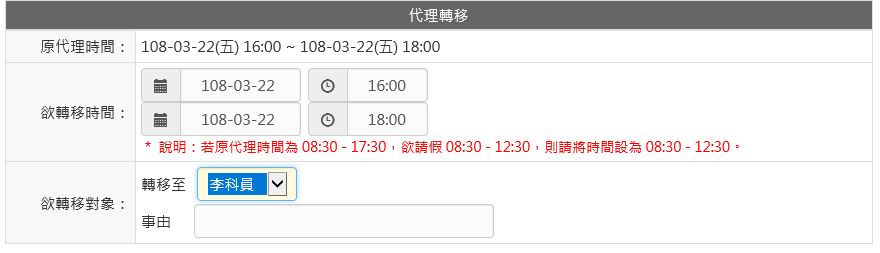 代理轉移
原代理時間： 108-03-22(五) 16:00 ~ 108-03-22(五) 18:00
欲轉移時間：
108-03-22 16:00
108-03-22 18:00
* 說明：若原代理時間為 08:30 - 17:30，欲請假 08:30 - 12:30，則請將時間設為 08:30 - 12:30。
欲轉移對象：
轉移至 李科員
事由